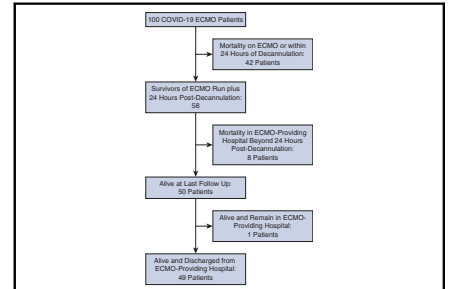 100 COVID-19 ECMO Patients
Mortality on ECMO or within
24 Hours of Decannulation:
42 Patients
Survivors of ECMO Run plus
24 Hours Post-Decannulation:
58
Mortality in ECMO-Providing
Hospital Beyond 24 Hours
Post-Decannulation:
8 Patients
Alive at Last Follow Up:
50 Patients
Alive and Remain in ECMO-
Providing Hospital:
1 Patients
Alive and Discharged from
ECMO-Providing Hospital:
49 Patients